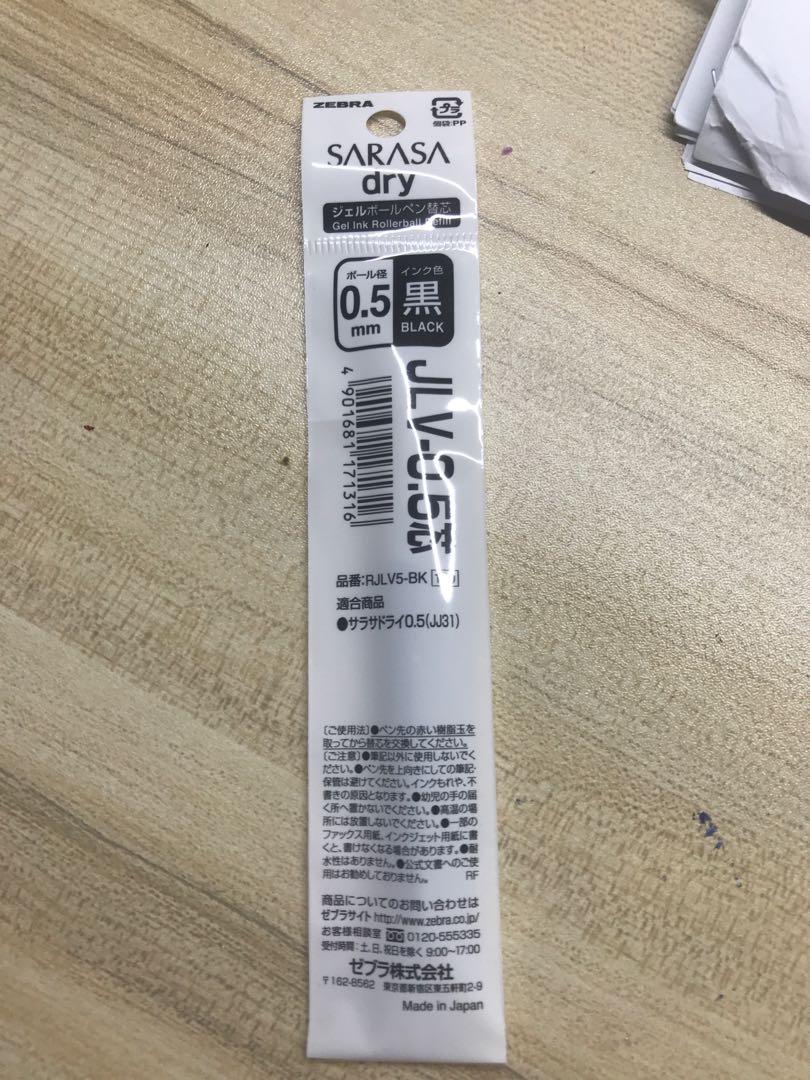 ZEBRA
プラ
個袋:PP
SARASA
dry
ジェルボールペン替芯
Gel Ink Rollerball Refill
ボール径
0.5
mm
インク色
黒
BLACK
JLV-0.5芯
4 901681 171316
品番:RJLV5-BK
適合商品
●サラサドライ0.5(JJ31)
〔ご使用法〕●ペン先の赤い樹脂玉を
取ってから替芯を交換してください。
〔ご注意〕●筆記以外に使用しないでく
ださい。●ペン先を上向きにしての筆記・
保管は避けてください。インクもれや、不
書きの原因となります。●幼児の手の届
く所へ置かないでください。●高温の場
所には放置しないでください。●一部の
ファックス用紙、インクジェット用紙に書
くと、書けなくなる場合があります。●耐
水性はありません。●公式文書へのご使
用はお勧めしておりません。 RF
商品についてのお問い合わせは
ゼブラサイト http://www.zebra.co.jp/
お客様相談室 0120-555335
受付時間:土、日、祝日を除く 9:00~17:00
ゼブラ株式会社
〒162-8562 東京都新宿区東五軒町2-9
Made in Japan